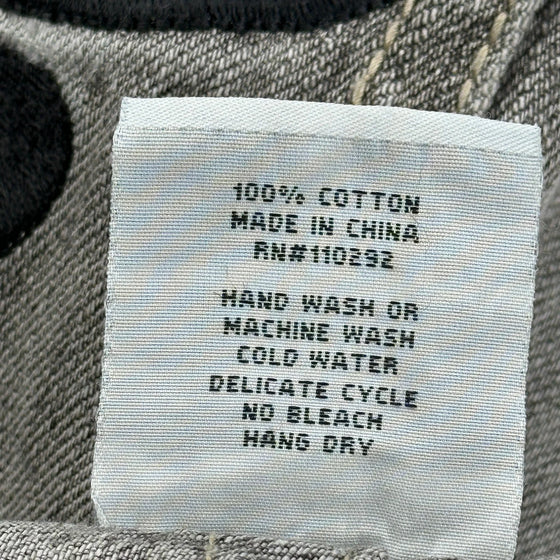 100% COTTON
MADE IN CHINA
RN#110292
HAND WASH OR
MACHINE WASH
COLD WATER
DELICATE CYCLE
NO BLEACH
HANG DRY